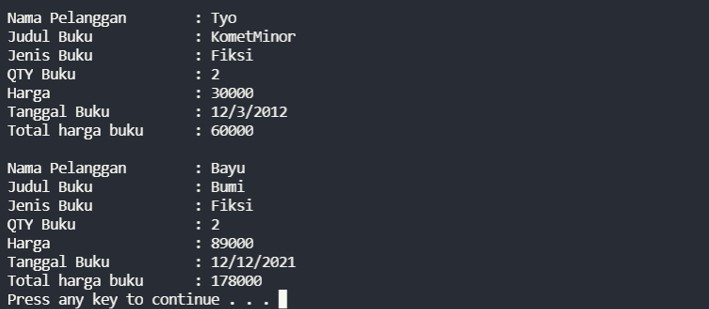 Nama Pelanggan : Tyo
Judul Buku : KometMinor
Jenis Buku : Fiksi
QTY Buku : 2
Harga : 30000
Tanggal Buku : 12/3/2012
Total harga buku : 60000
Nama Pelanggan : Bayu
Judul Buku : Bumi
Jenis Buku : Fiksi
QTY Buku : 2
Harga : 89000
Tanggal Buku : 12/12/2021
Total harga buku : 178000
Press any key to continue . . .